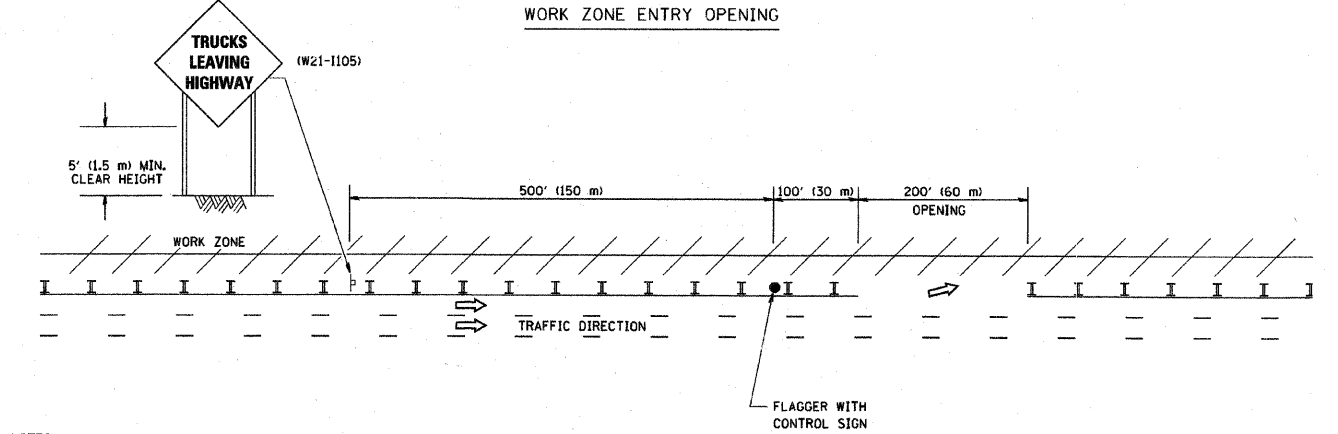 WORK ZONE ENTRY OPENING
TRUCKS
LEAVING
HIGHWAY
(W21-I105)
5' (1.5 m) MIN.
CLEAR HEIGHT
500' (150 m)
100' (30 m)
200' (60 m)
OPENING
WORK ZONE
TRAFFIC DIRECTION
FLAGGER WITH
CONTROL SIGN